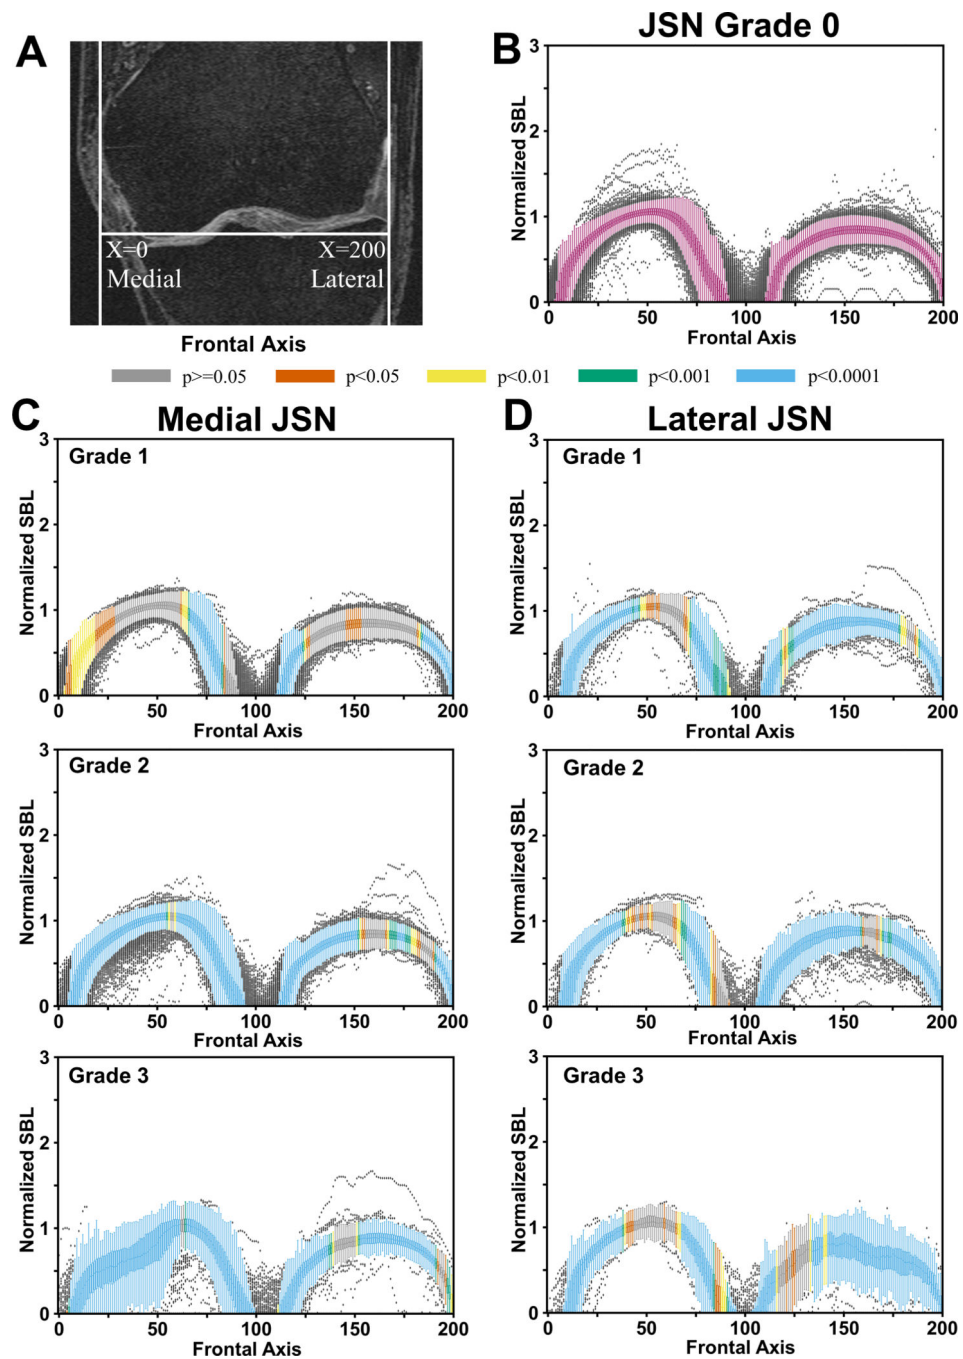 A
X=0
X=200
Medial
Lateral
Frontal Axis
JSN Grade 0
B
3
2
1
0
Normalized SBL
0
50
100
150
200
Frontal Axis
p>=0.05
p<0.05
p<0.01
p<0.001
p<0.0001
C
Medial JSN
Grade 1
3
2
1
0
Normalized SBL
0
50
100
150
200
Frontal Axis
Grade 2
3
2
1
0
Normalized SBL
0
50
100
150
200
Frontal Axis
Grade 3
3
2
1
0
Normalized SBL
0
50
100
150
200
Frontal Axis
D
Lateral JSN
Grade 1
3
2
1
0
Normalized SBL
0
50
100
150
200
Frontal Axis
Grade 2
3
2
1
0
Normalized SBL
0
50
100
150
200
Frontal Axis
Grade 3
3
2
1
0
Normalized SBL
0
50
100
150
200
Frontal Axis